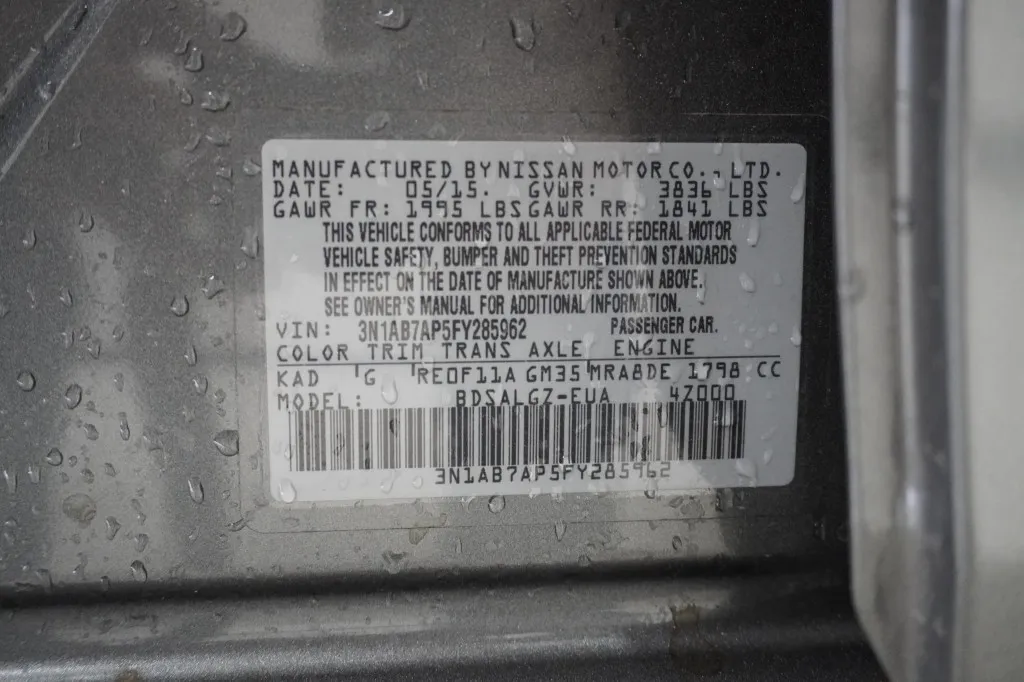 MANUFACTURED BY NISSAN MOTOR CO., LTD.
DATE: 05/15. GVWR: 3836 LBS
GAWR FR: 1995 LBS GAWR RR: 1841 LBS
THIS VEHICLE CONFORMS TO ALL APPLICABLE FEDERAL MOTOR
VEHICLE SAFETY, BUMPER AND THEFT PREVENTION STANDARDS
IN EFFECT ON THE DATE OF MANUFACTURE SHOWN ABOVE.
SEE OWNER'S MANUAL FOR ADDITIONAL INFORMATION.
VIN: 3N1AB7AP5FY285962 PASSENGER CAR.
COLOR TRIM TRANS AXLE ENGINE
KAD G RE0F11A GM35 MRA8DE 1798 CC
MODEL: BDSALGZ-EUA 4Z000
3N1AB7AP5FY285962